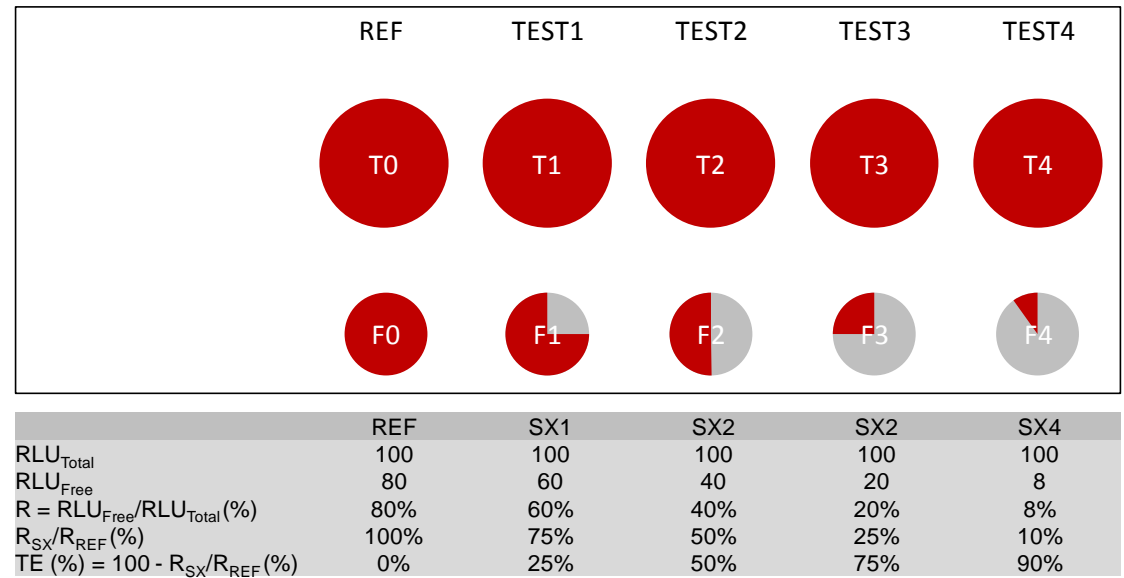 REF TEST1 TEST2 TEST3 TEST4
T0 T1 T2 T3 T4
F0 F1 F2 F3 F4
REF SX1 SX2 SX2 SX4
RLUTotal 100 100 100 100 100
RLUFree 80 60 40 20 8
R = RLUFree/RLUTotal(%) 80% 60% 40% 20% 8%
RSX/RREF(%) 100% 75% 50% 25% 10%
TE (%) = 100 - RSX/RREF(%) 0% 25% 50% 75% 90%